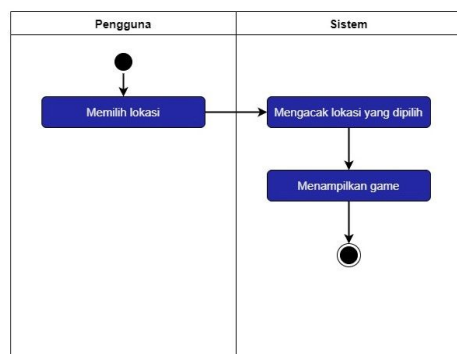 Pengguna
Sistem
Memilih lokasi
Mengacak lokasi yang dipilih
Menampilkan game